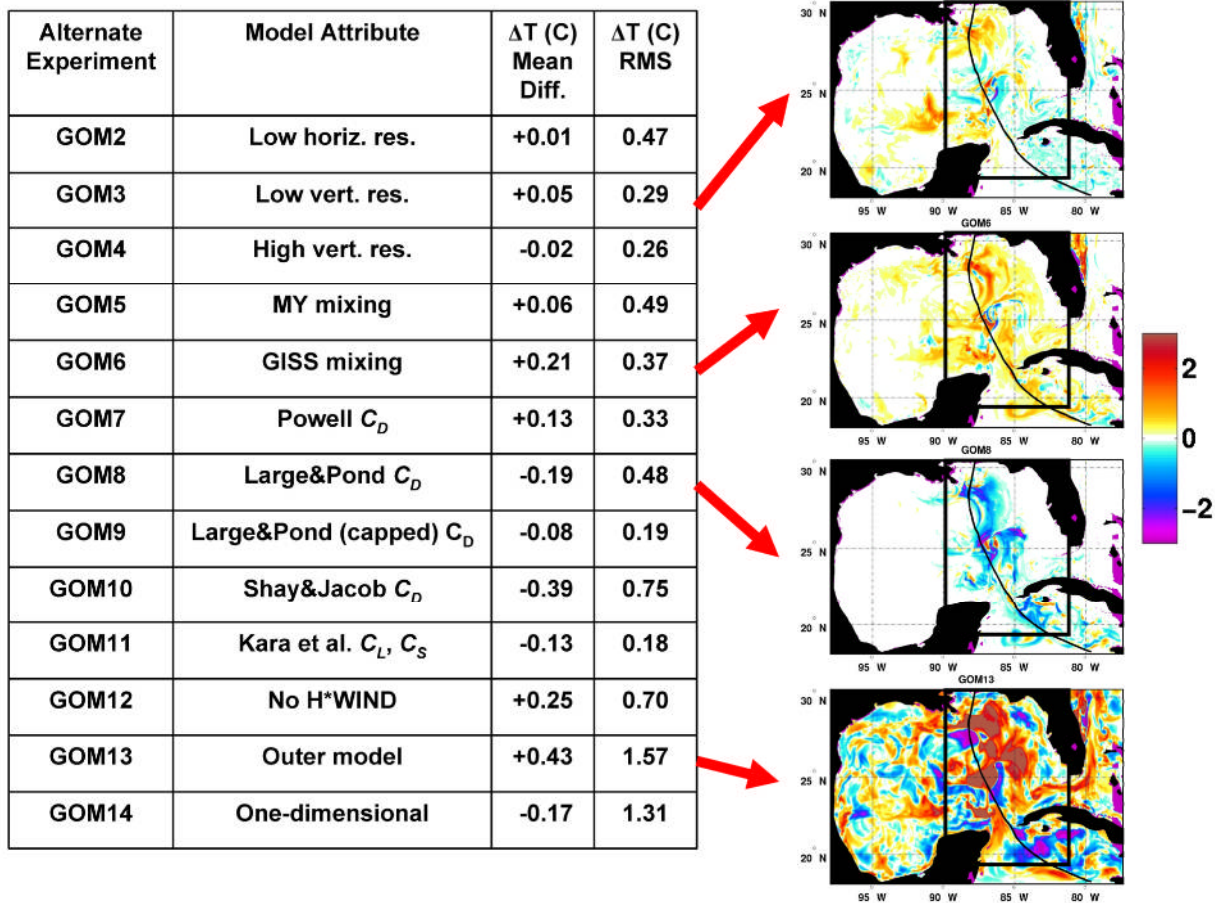 Alternate Experiment Model Attribute ΔT (C) Mean Diff. ΔT (C) RMS
GOM2 Low horiz. res. +0.01 0.47
GOM3 Low vert. res. +0.05 0.29
GOM4 High vert. res. -0.02 0.26
GOM5 MY mixing +0.06 0.49
GOM6 GISS mixing +0.21 0.37
GOM7 Powell C_D +0.13 0.33
GOM8 Large&Pond C_D -0.19 0.48
GOM9 Large&Pond (capped) C_D -0.08 0.19
GOM10 Shay&Jacob C_D -0.39 0.75
GOM11 Kara et al. C_L, C_S -0.13 0.18
GOM12 No H*WIND +0.25 0.70
GOM13 Outer model +0.43 1.57
GOM14 One-dimensional -0.17 1.31
30 N
25 N
20 N
95 W 90 W 85 W 80 W
GOM6
30 N
25 N
20 N
95 W 90 W 85 W 80 W
GOM8
30 N
25 N
20 N
95 W 90 W 85 W 80 W
GOM13
30 N
25 N
20 N
95 W 90 W 85 W 80 W
2
0
-2